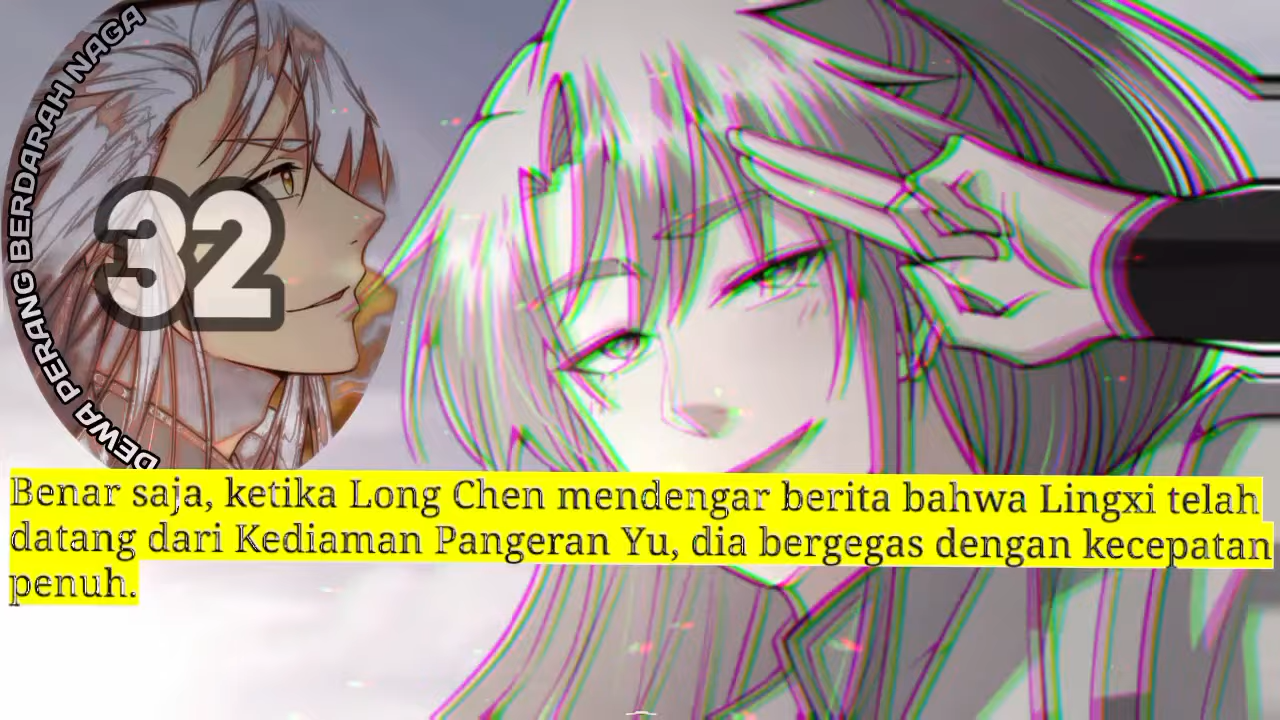 DEWA PERANG BERDARAH NAGA
32
Benar saja, ketika Long Chen mendengar berita bahwa Lingxi telah
datang dari Kediaman Pangeran Yu, dia bergegas dengan kecepatan
penuh.